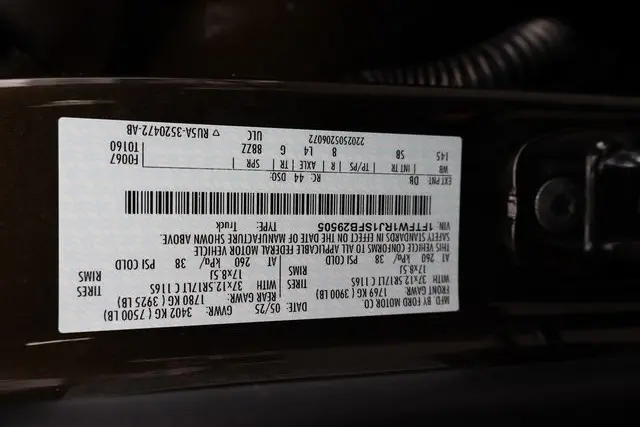 MFD. BY FORD MOTOR CO.
DATE: 05/25 GVWR: 3402 KG ( 7500 LB)
FRONT GAWR: REAR GAWR:
1769 KG (3900 LB) 1780 KG ( 3925 LB)
WITH 37x12.5R17LT C 116S TIRES WITH 37x12.5R17LT C 116S TIRES
17x8.5J RIMS 17x8.5J RIMS
AT 260 kPa/ 38 PSI COLD AT 260 kPa/ 38 PSI COLD
THIS VEHICLE CONFORMS TO ALL APPLICABLE FEDERAL MOTOR VEHICLE
SAFETY STANDARDS IN EFFECT ON THE DATE OF MANUFACTURE SHOWN ABOVE
VIN: 1FTFW1RJ1SFB29505 TYPE: Truck
EXT PNT: DB RC: 44 DSO: F0067
WB INT TR TP/PS R AXLE TR SPR T0160
145 SB 8 L4 G 88ZZ
2202505206072 ULC ▽ RU5A-3520472-AB